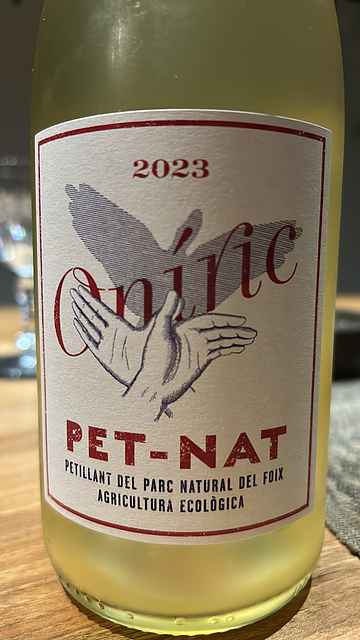 2023
Oníric
PET-NAT
PETILLANT DEL PARC NATURAL DEL FOIX
AGRICULTURA ECOLÒGICA